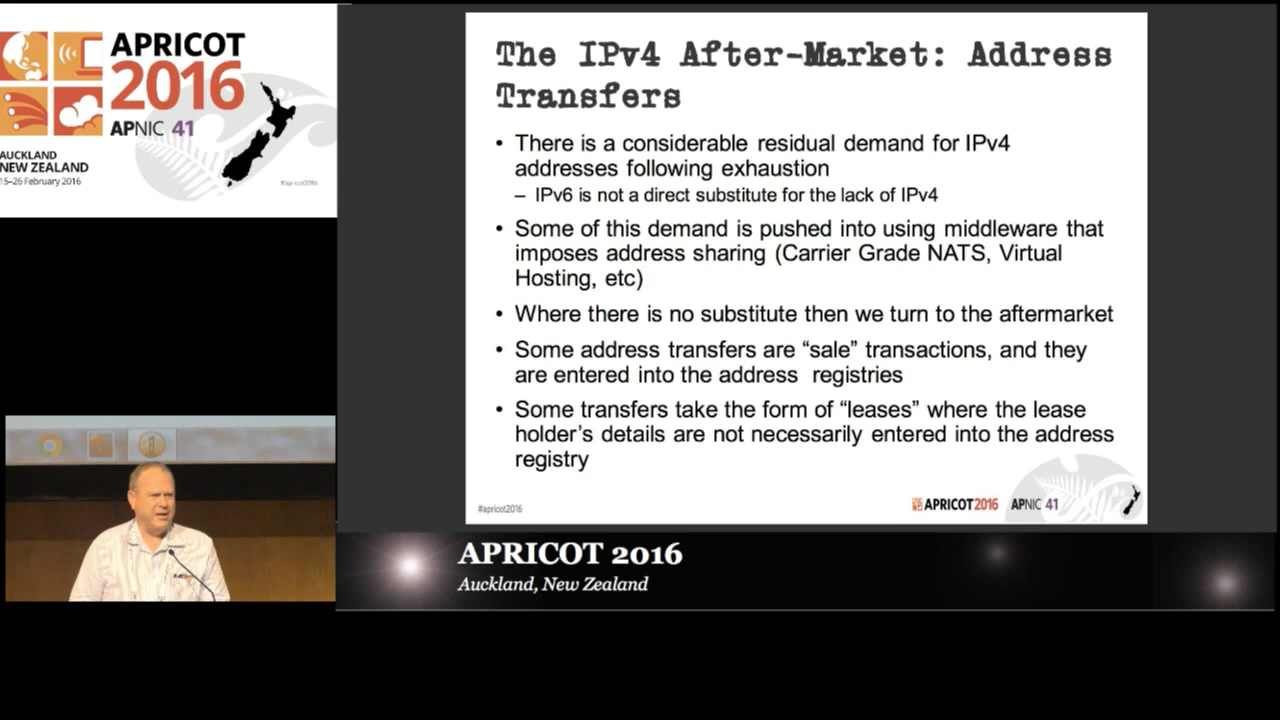 APRICOT
2016
APNIC 41
AUCKLAND
NEW ZEALAND
15–26 February 2016
#apricot2016
The IPv4 After-Market: Address
Transfers
• There is a considerable residual demand for IPv4
addresses following exhaustion
– IPv6 is not a direct substitute for the lack of IPv4
• Some of this demand is pushed into using middleware that
imposes address sharing (Carrier Grade NATS, Virtual
Hosting, etc)
• Where there is no substitute then we turn to the aftermarket
• Some address transfers are “sale” transactions, and they
are entered into the address registries
• Some transfers take the form of “leases” where the lease
holder’s details are not necessarily entered into the address
registry
#apricot2016
APRICOT2016 APNIC 41
APRICOT 2016
Auckland, New Zealand